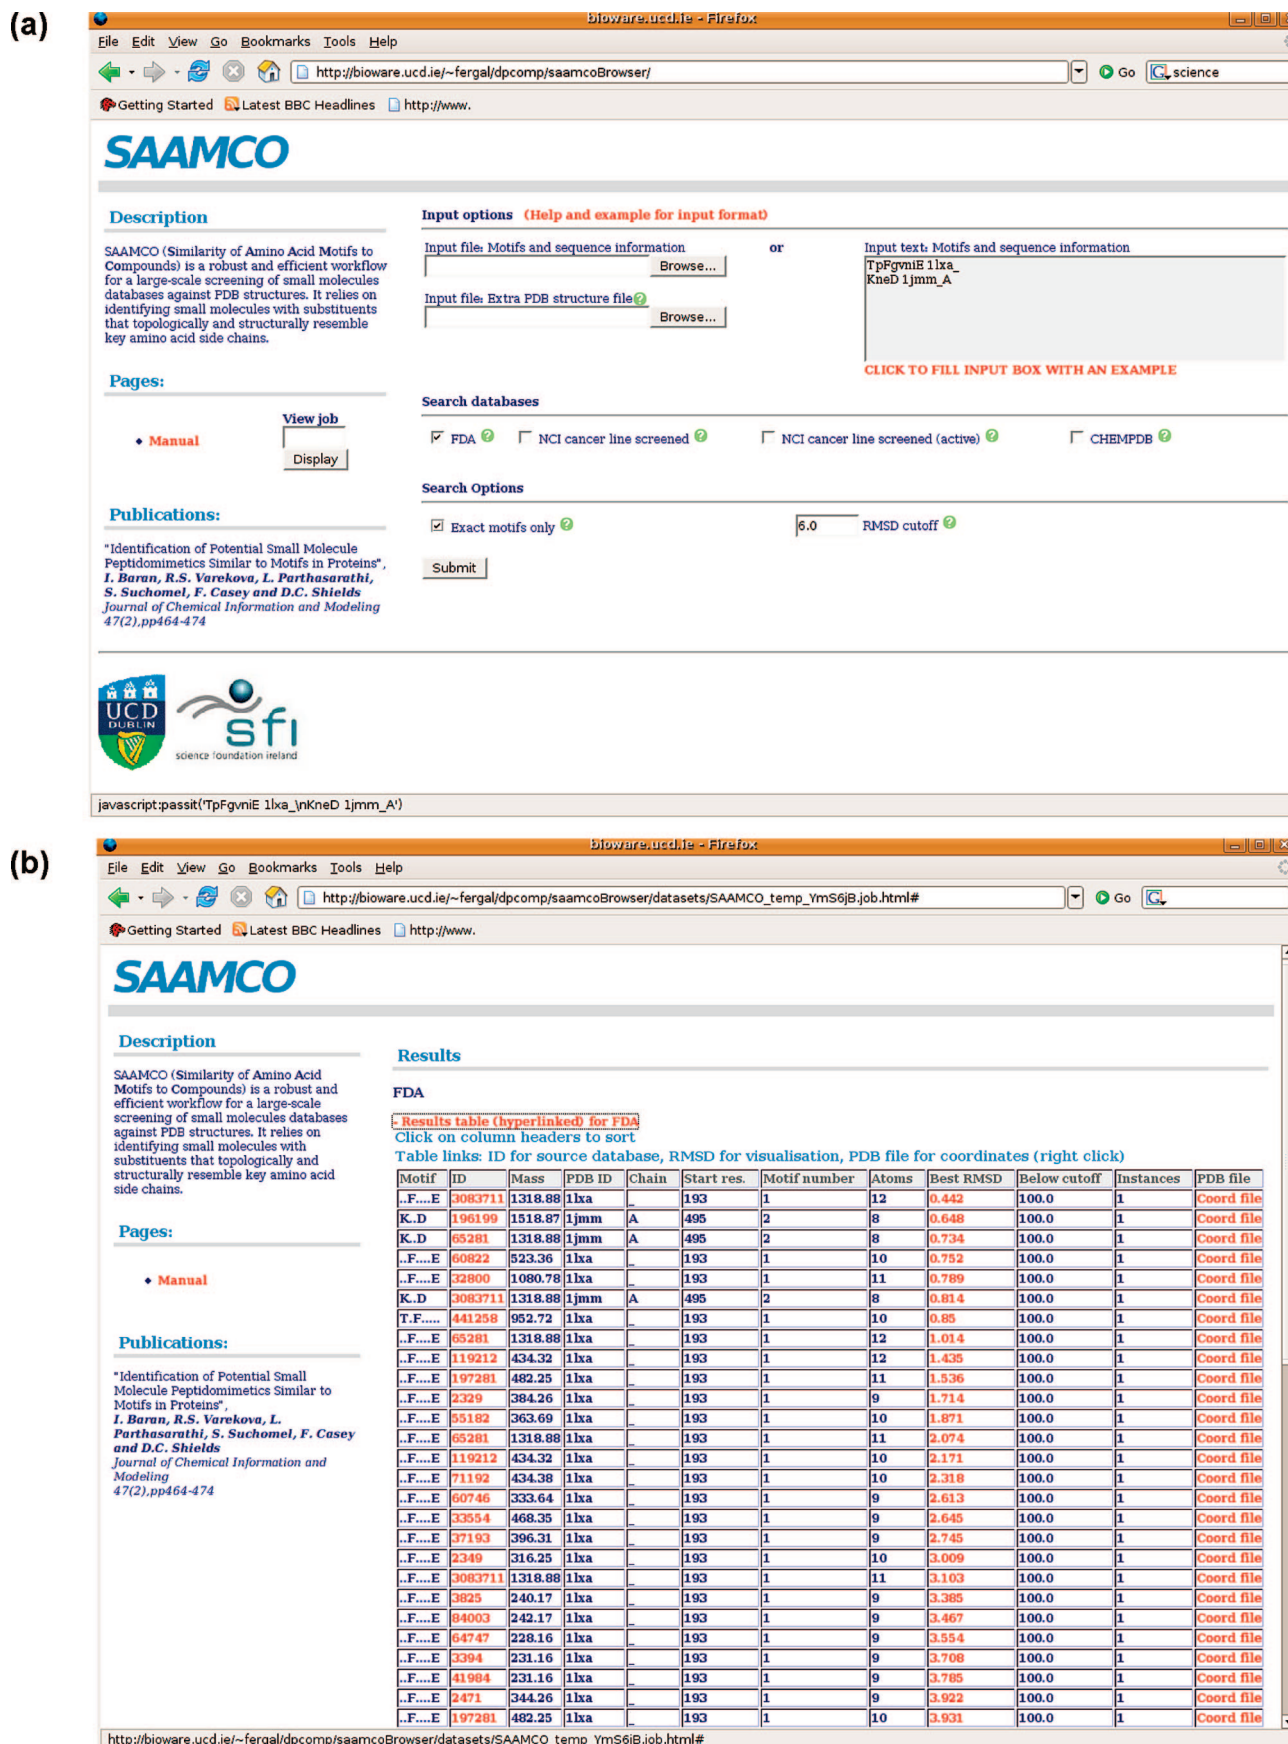 (a)
bioware.ucd.ie - Firefox
File Edit View Go Bookmarks Tools Help
http://bioware.ucd.ie/~fergal/dpcomp/saamcoBrowser/ Go science
Getting Started Latest BBC Headlines http://www.
SAAMCO
Description
SAAMCO (Similarity of Amino Acid Motifs to
Compounds) is a robust and efficient workflow
for a large-scale screening of small molecules
databases against PDB structures. It relies on
identifying small molecules with substituents
that topologically and structurally resemble
key amino acid side chains.
Pages:
View job
Manual
Display
Publications:
"Identification of Potential Small Molecule
Peptidomimetics Similar to Motifs in Proteins",
I. Baran, R.S. Varekova, L. Parthasarathi,
S. Suchomel, F. Casey and D.C. Shields
Journal of Chemical Information and Modeling
47(2),pp464-474
Input options (Help and example for input format)
Input file: Motifs and sequence information or Input text: Motifs and sequence information
Browse...
TpFgvniE 1lxa_
KneD 1jmm_A
Input file: Extra PDB structure file
Browse...
CLICK TO FILL INPUT BOX WITH AN EXAMPLE
Search databases
FDA NCI cancer line screened NCI cancer line screened (active) CHEMPDB
Search Options
Exact motifs only 6.0 RMSD cutoff
Submit
UCD
DUBLIN
sfi
science foundation ireland
javascript:passit('TpFgvniE 1lxa_\nKneD 1jmm_A')
(b)
bioware.ucd.ie - Firefox
File Edit View Go Bookmarks Tools Help
http://bioware.ucd.ie/~fergal/dpcomp/saamcoBrowser/datasets/SAAMCO_temp_YmS6jB.job.html# Go
Getting Started Latest BBC Headlines http://www.
SAAMCO
Description
SAAMCO (Similarity of Amino Acid
Motifs to Compounds) is a robust and
efficient workflow for a large-scale
screening of small molecules databases
against PDB structures. It relies on
identifying small molecules with
substituents that topologically and
structurally resemble key amino acid
side chains.
Pages:
Manual
Publications:
"Identification of Potential Small
Molecule Peptidomimetics Similar to
Motifs in Proteins",
I. Baran, R.S. Varekova, L.
Parthasarathi, S. Suchomel, F. Casey
and D.C. Shields
Journal of Chemical Information and
Modeling
47(2),pp464-474
Results
FDA
- Results table (hyperlinked) for FDA
Click on column headers to sort
Table links: ID for source database, RMSD for visualisation, PDB file for coordinates (right click)
Motif ID Mass PDB ID Chain Start res. Motif number Atoms Best RMSD Below cutoff Instances PDB file
..F....E 3083711 1318.88 1lxa _ 193 1 12 0.442 100.0 1 Coord file
K..D 196199 1518.87 1jmm A 495 2 8 0.648 100.0 1 Coord file
K..D 65281 1318.88 1jmm A 495 2 8 0.734 100.0 1 Coord file
..F....E 60822 523.36 1lxa _ 193 1 10 0.752 100.0 1 Coord file
..F....E 32800 1080.78 1lxa _ 193 1 11 0.789 100.0 1 Coord file
K..D 3083711 1318.88 1jmm A 495 2 8 0.814 100.0 1 Coord file
T.F..... 441258 952.72 1lxa _ 193 1 10 0.85 100.0 1 Coord file
..F....E 65281 1318.88 1lxa _ 193 1 12 1.014 100.0 1 Coord file
..F....E 119212 434.32 1lxa _ 193 1 12 1.435 100.0 1 Coord file
..F....E 197281 482.25 1lxa _ 193 1 11 1.536 100.0 1 Coord file
..F....E 2329 384.26 1lxa _ 193 1 9 1.714 100.0 1 Coord file
..F....E 55182 363.69 1lxa _ 193 1 10 1.871 100.0 1 Coord file
..F....E 65281 1318.88 1lxa _ 193 1 11 2.074 100.0 1 Coord file
..F....E 119212 434.32 1lxa _ 193 1 10 2.171 100.0 1 Coord file
..F....E 71192 434.38 1lxa _ 193 1 10 2.318 100.0 1 Coord file
..F....E 60746 333.64 1lxa _ 193 1 9 2.613 100.0 1 Coord file
..F....E 33554 468.35 1lxa _ 193 1 9 2.645 100.0 1 Coord file
..F....E 37193 396.31 1lxa _ 193 1 9 2.745 100.0 1 Coord file
..F....E 2349 316.25 1lxa _ 193 1 10 3.009 100.0 1 Coord file
..F....E 3083711 1318.88 1lxa _ 193 1 11 3.103 100.0 1 Coord file
..F....E 3825 240.17 1lxa _ 193 1 9 3.385 100.0 1 Coord file
..F....E 84003 242.17 1lxa _ 193 1 9 3.467 100.0 1 Coord file
..F....E 64747 228.16 1lxa _ 193 1 9 3.554 100.0 1 Coord file
..F....E 3394 231.16 1lxa _ 193 1 9 3.708 100.0 1 Coord file
..F....E 41984 231.16 1lxa _ 193 1 9 3.785 100.0 1 Coord file
..F....E 2471 344.26 1lxa _ 193 1 9 3.922 100.0 1 Coord file
..F....E 197281 482.25 1lxa _ 193 1 10 3.931 100.0 1 Coord file
http://bioware.ucd.ie/~fergal/dpcomp/saamcoBrowser/datasets/SAAMCO_temp_YmS6jB.job.html#